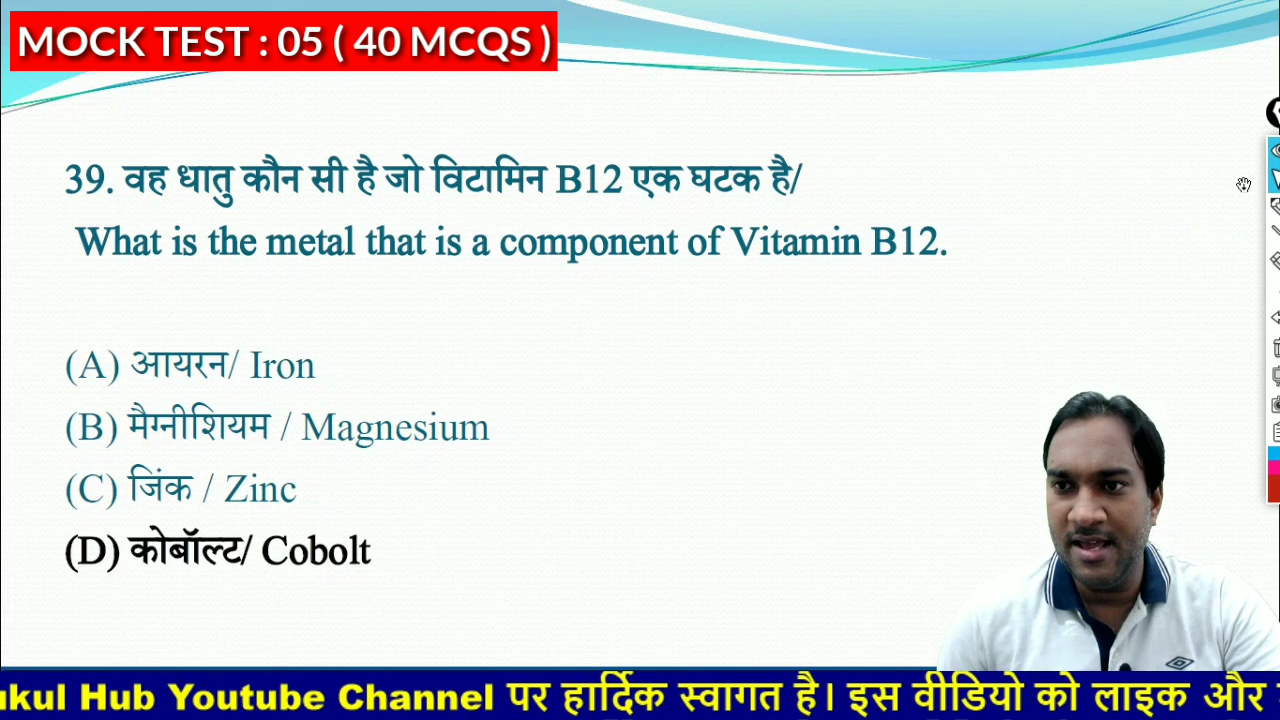 MOCK TEST : 05 ( 40 MCQS )
39. वह धातु कौन सी है जो विटामिन B12 एक घटक है/
What is the metal that is a component of Vitamin B12.
(A) आयरन/ Iron
(B) मैग्नीशियम / Magnesium
(C) जिंक / Zinc
(D) कोबॉल्ट/ Cobolt
ukul Hub Youtube Channel पर हार्दिक स्वागत है। इस वीडियो को लाइक और